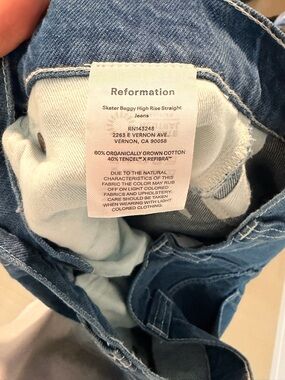 Reformation
Skater Baggy High Rise Straight
Jeans
RN143248
2263 E VERNON AVE.
VERNON, CA 90058
60% ORGANICALLY GROWN COTTON
40% TENCEL™ X REFIBRA™
DUE TO THE NATURAL
CHARACTERISTICS OF THIS
FABRIC THE COLOR MAY RUB
OFF ON LIGHT COLORED
FABRICS AND UPHOLSTERY.
CARE SHOULD BE TAKEN
WHEN WEARING WITH LIGHT
COLORED CLOTHING.